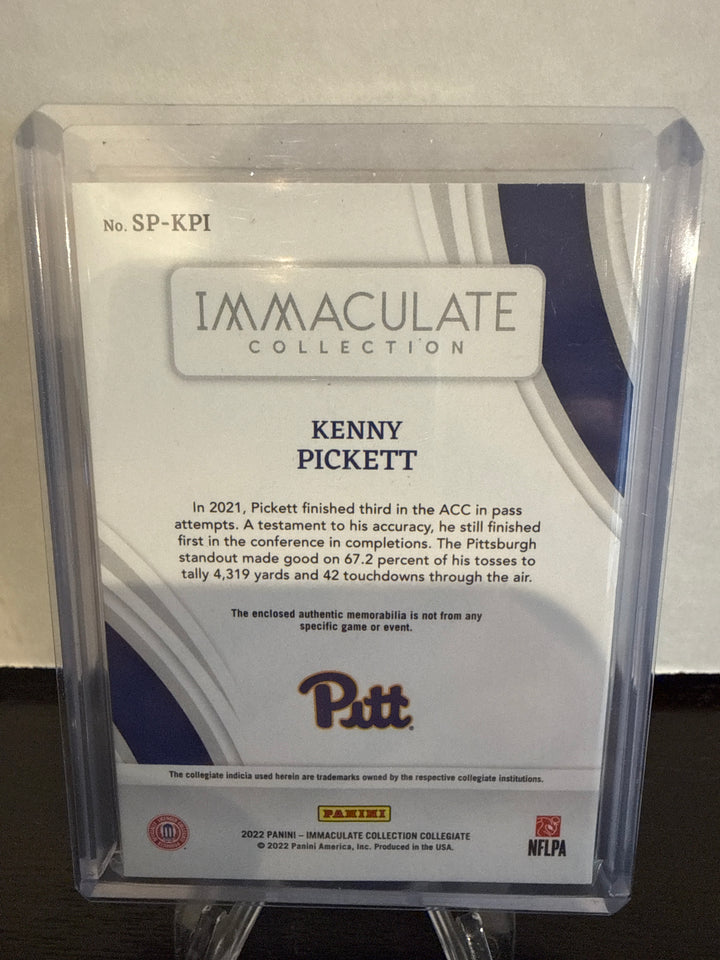 No. SP-KPI
IMMACULATE
COLLECTION
KENNY
PICKETT
In 2021, Pickett finished third in the ACC in pass
attempts. A testament to his accuracy, he still finished
first in the conference in completions. The Pittsburgh
standout made good on 67.2 percent of his tosses to
tally 4,319 yards and 42 touchdowns through the air.
The enclosed authentic memorabilia is not from any
specific game or event.
Pitt
The collegiate indicia used herein are trademarks owned by the respective collegiate institutions.
PANINI
2022 PANINI – IMMACULATE COLLECTION COLLEGIATE
© 2022 Panini America, Inc. Produced in the USA.
NFLPA